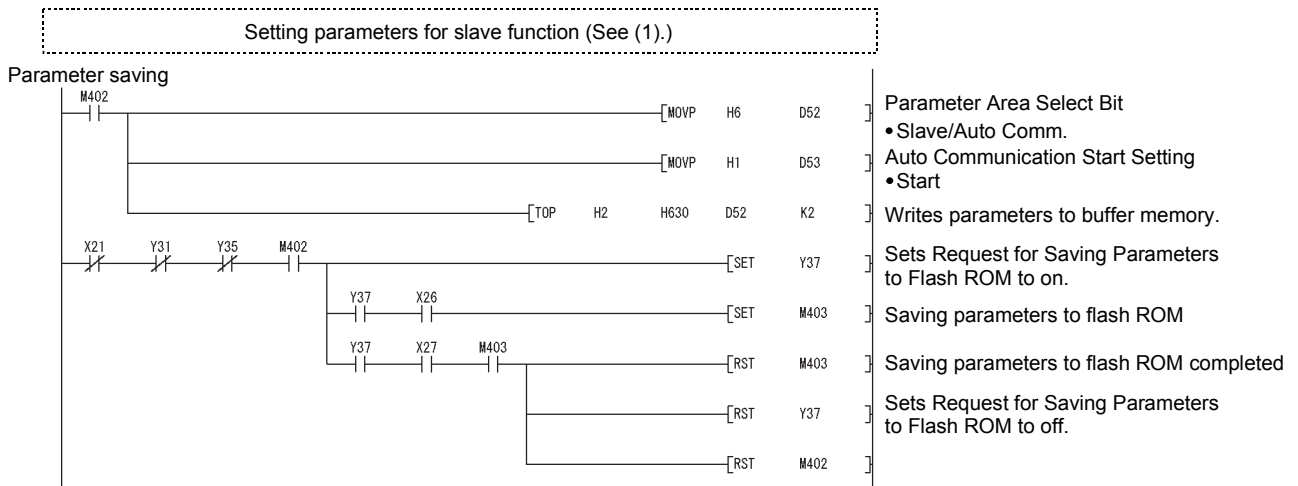 Setting parameters for slave function (See (1).)
Parameter saving
M402
MOVP H6 D52
Parameter Area Select Bit
•Slave/Auto Comm.
MOVP H1 D53
Auto Communication Start Setting
•Start
TOP H2 H630 D52 K2
Writes parameters to buffer memory.
X21 Y31 Y35 M402
SET Y37
Sets Request for Saving Parameters
to Flash ROM to on.
Y37 X26
SET M403
Saving parameters to flash ROM
Y37 X27 M403
RST M403
Saving parameters to flash ROM completed
RST Y37
Sets Request for Saving Parameters
to Flash ROM to off.
RST M402